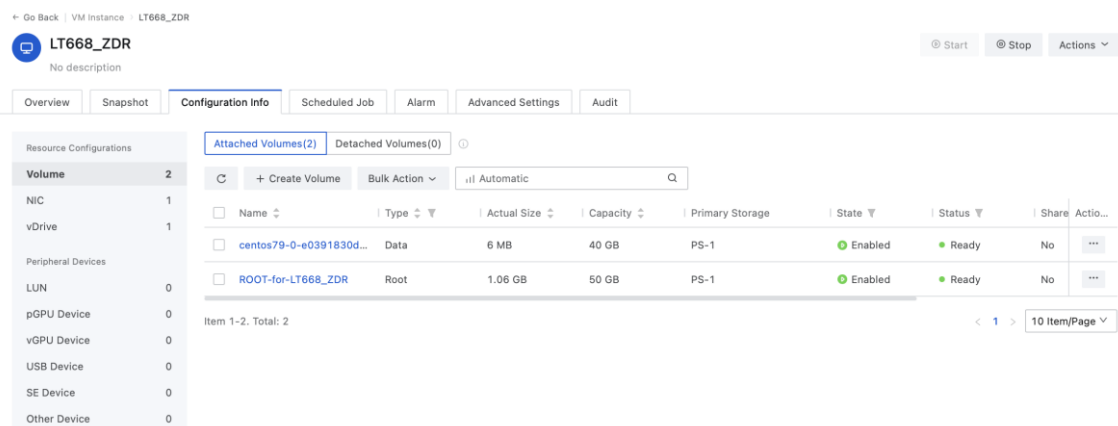 ← Go Back | VM Instance | LT668_ZDR
LT668_ZDR
No description
Start Stop Actions
Overview Snapshot Configuration Info Scheduled Job Alarm Advanced Settings Audit
Resource Configurations
Volume 2
NIC 1
vDrive 1
Peripheral Devices
LUN 0
pGPU Device 0
vGPU Device 0
USB Device 0
SE Device 0
Other Device 0
Attached Volumes(2) Detached Volumes(0)
+ Create Volume Bulk Action Automatic
Name Type Actual Size Capacity Primary Storage State Status Share Actio...
centos79-0-e0391830d... Data 6 MB 40 GB PS-1 Enabled Ready No ...
ROOT-for-LT668_ZDR Root 1.06 GB 50 GB PS-1 Enabled Ready No ...
Item 1-2. Total: 2 < 1 > 10 Item/Page